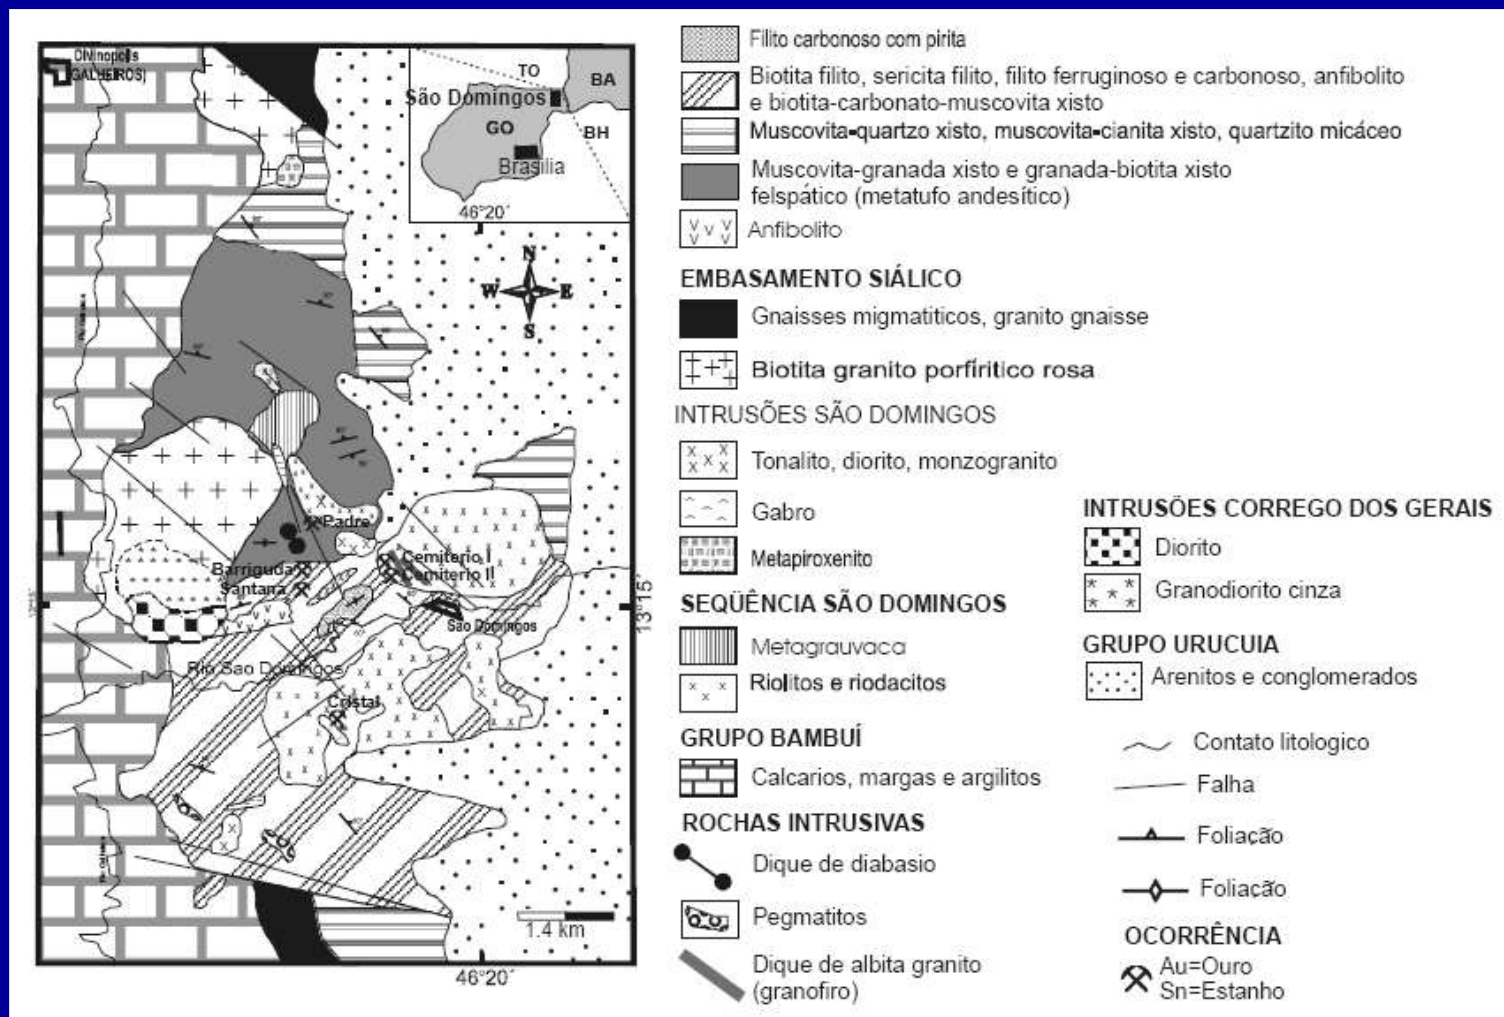 Divinopolis
(GALHEIROS)
TO
BA
São Domingos
GO
BH
Brasilia
46°20´
N
W
E
S
Padre
Cemiterio I
Cemiterio II
Barriguda
Santana
São Domingos
13°15´
Rio Sao Domingos
Cristal
1.4 km
46°20´
Filito carbonoso com pirita
Biotita filito, sericita filito, filito ferruginoso e carbonoso, anfibolito
e biotita-carbonato-muscovita xisto
Muscovita-quartzo xisto, muscovita-cianita xisto, quartzito micáceo
Muscovita-granada xisto e granada-biotita xisto
felspático (metatufo andesítico)
Anfibolito
EMBASAMENTO SIÁLICO
Gnaisses migmatiticos, granito gnaisse
Biotita granito porfiritico rosa
INTRUSÕES SÃO DOMINGOS
Tonalito, diorito, monzogranito
Gabro
Metapiroxenito
SEQÜÊNCIA SÃO DOMINGOS
Metagrauvaca
Riolitos e riodacitos
GRUPO BAMBUÍ
Calcarios, margas e argilitos
ROCHAS INTRUSIVAS
Dique de diabasio
Pegmatitos
Dique de albita granito
(granofiro)
INTRUSÕES CORREGO DOS GERAIS
Diorito
Granodiorito cinza
GRUPO URUCUIA
Arenitos e conglomerados
Contato litologico
Falha
Foliação
Foliação
OCORRÊNCIA
Au=Ouro
Sn=Estanho